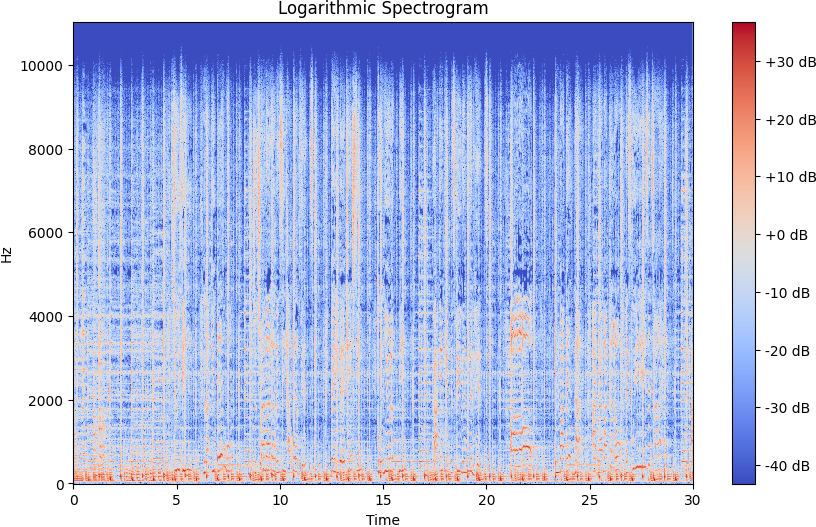 Logarithmic Spectrogram
Hz
10000
8000
6000
4000
2000
0
0 5 10 15 20 25 30
Time
+30 dB
+20 dB
+10 dB
+0 dB
-10 dB
-20 dB
-30 dB
-40 dB